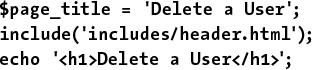 $page_title = 'Delete a User';
include('includes/header.html');
echo '<h1>Delete a User</h1>';